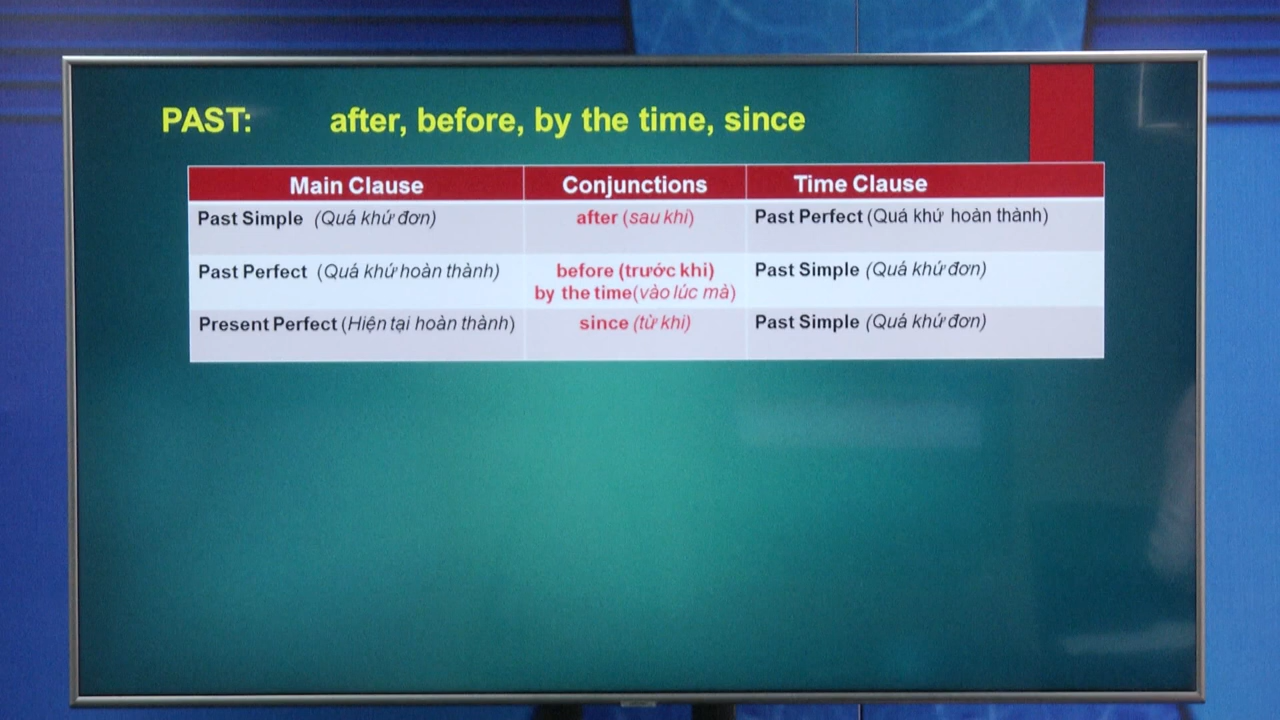 PAST: after, before, by the time, since
Main Clause Conjunctions Time Clause
Past Simple (Quá khứ đơn) after (sau khi) Past Perfect (Quá khứ hoàn thành)
Past Perfect (Quá khứ hoàn thành) before (trước khi) Past Simple (Quá khứ đơn)
by the time(vào lúc mà)
Present Perfect (Hiện tại hoàn thành) since (từ khi) Past Simple (Quá khứ đơn)